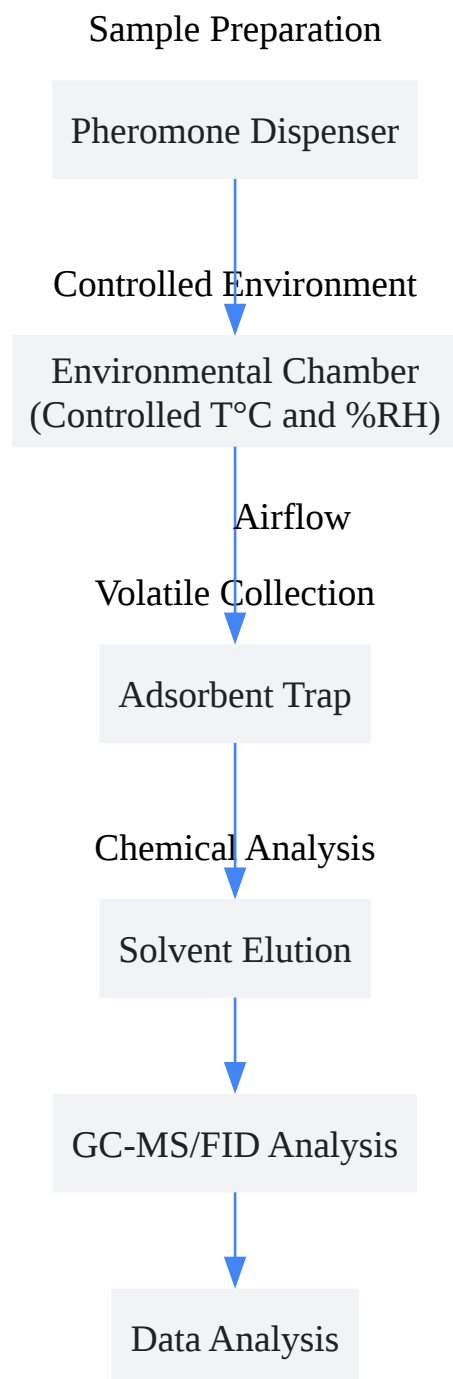 Sample Preparation
Pheromone Dispenser
Controlled Environment
Environmental Chamber
(Controlled T°C and %RH)
Airflow
Volatile Collection
Adsorbent Trap
Chemical Analysis
Solvent Elution
GC-MS/FID Analysis
Data Analysis